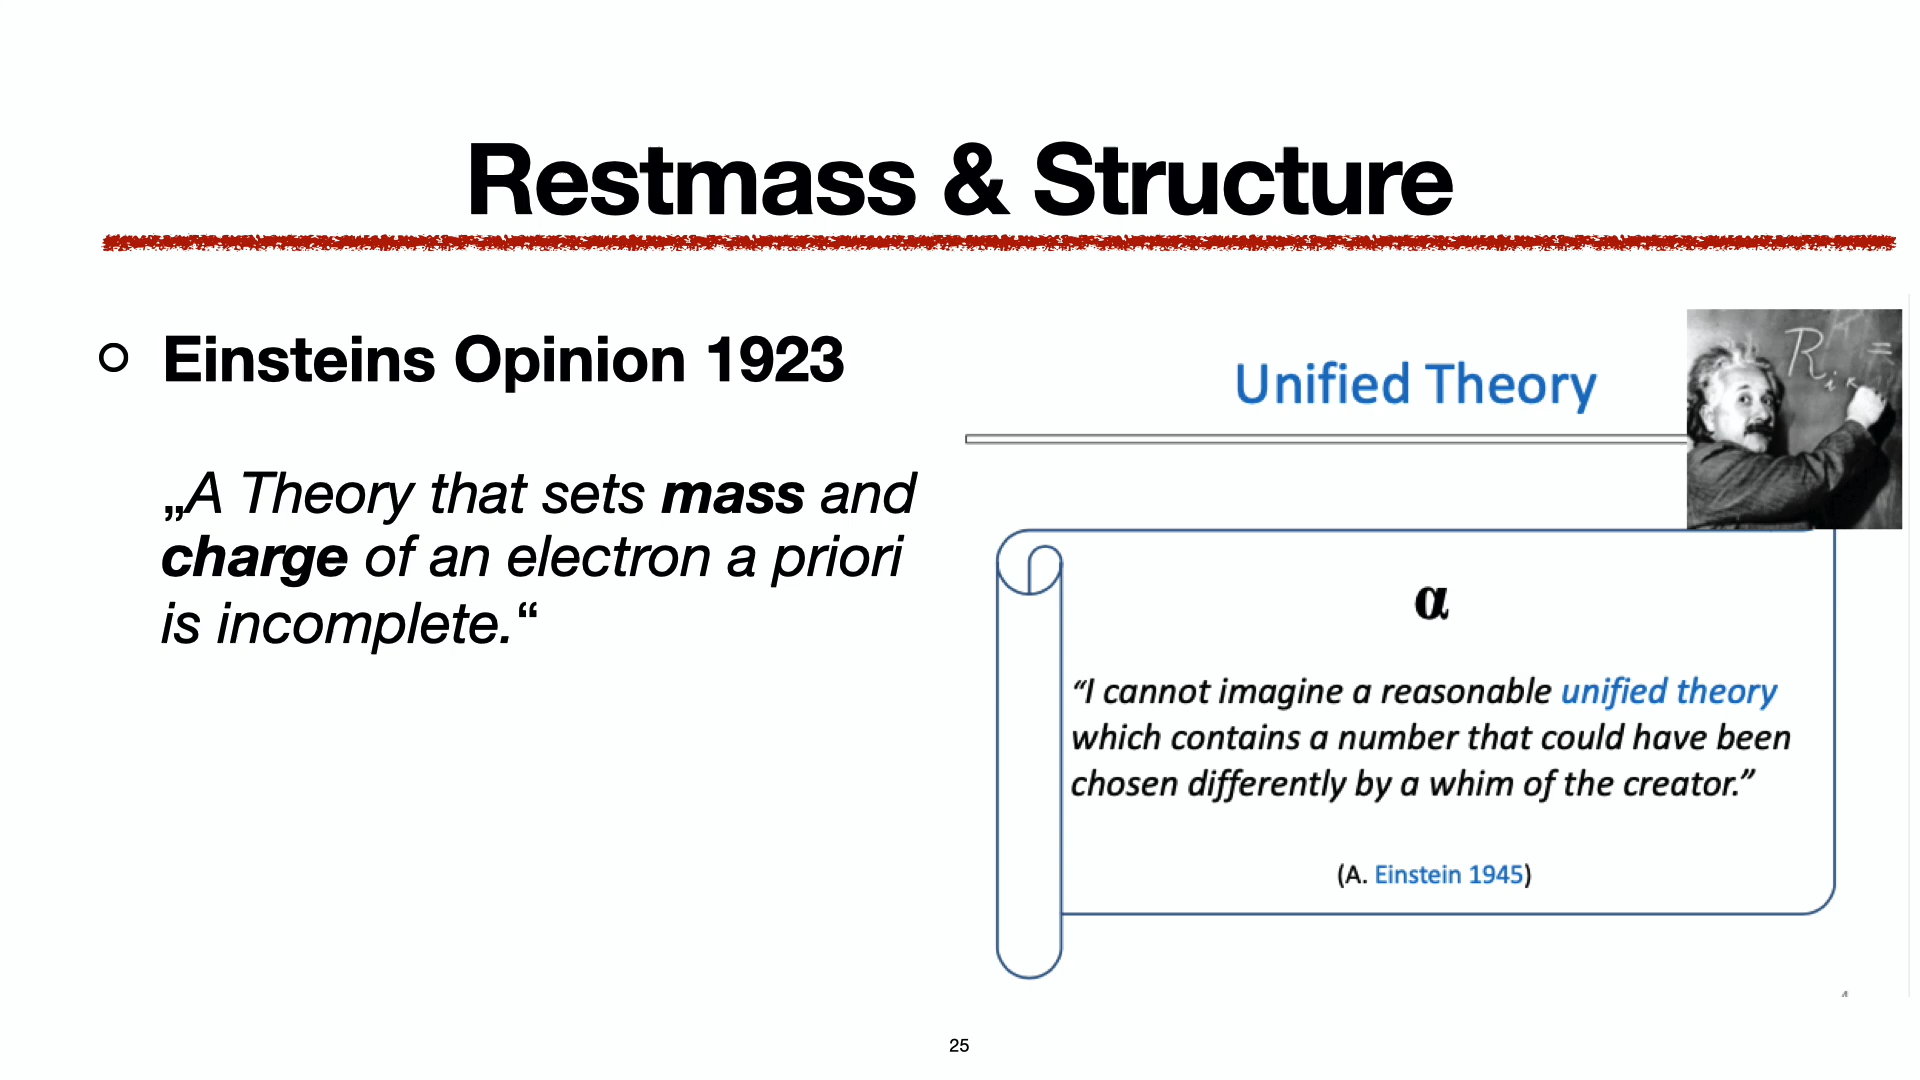 Restmass & Structure
Einsteins Opinion 1923
„A Theory that sets mass and
charge of an electron a priori
is incomplete.“
Unified Theory
α
“I cannot imagine a reasonable unified theory
which contains a number that could have been
chosen differently by a whim of the creator.”
(A. Einstein 1945)
25